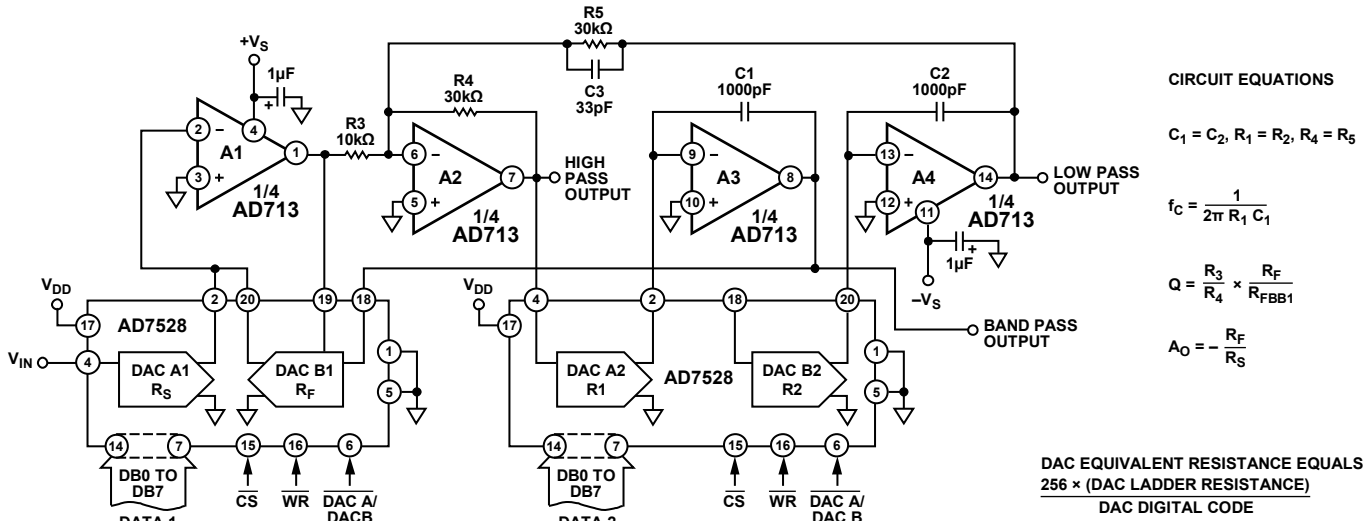 R5
30kΩ
C3
33pF
+VS
1µF
+
R4
30kΩ
R3
10kΩ
C1
1000pF
C2
1000pF
2
−
4
A1
1
3
+
1/4
AD713
6
−
A2
7
5
+
1/4
AD713
HIGH
PASS
OUTPUT
9
−
A3
8
10
+
1/4
AD713
13
−
A4
14
12
+
11
1/4
AD713
LOW PASS
OUTPUT
+
1µF
−VS
BAND PASS
OUTPUT
VDD
17
AD7528
2
20
19
18
VIN
4
DAC A1
RS
DAC B1
RF
1
5
14
7
15
16
6
DB0 TO
DB7
DATA 1
CS
WR
DAC A/
DACB
VDD
17
4
2
18
20
DAC A2
R1
AD7528
DAC B2
R2
1
5
14
7
15
16
6
DB0 TO
DB7
DATA 2
CS
WR
DAC A/
DAC B
CIRCUIT EQUATIONS
C1 = C2, R1 = R2, R4 = R5
fC = 1 / 2π R1 C1
Q = R3 / R4 × RF / RFBB1
AO = − RF / RS
DAC EQUIVALENT RESISTANCE EQUALS
256 × (DAC LADDER RESISTANCE)
DAC DIGITAL CODE